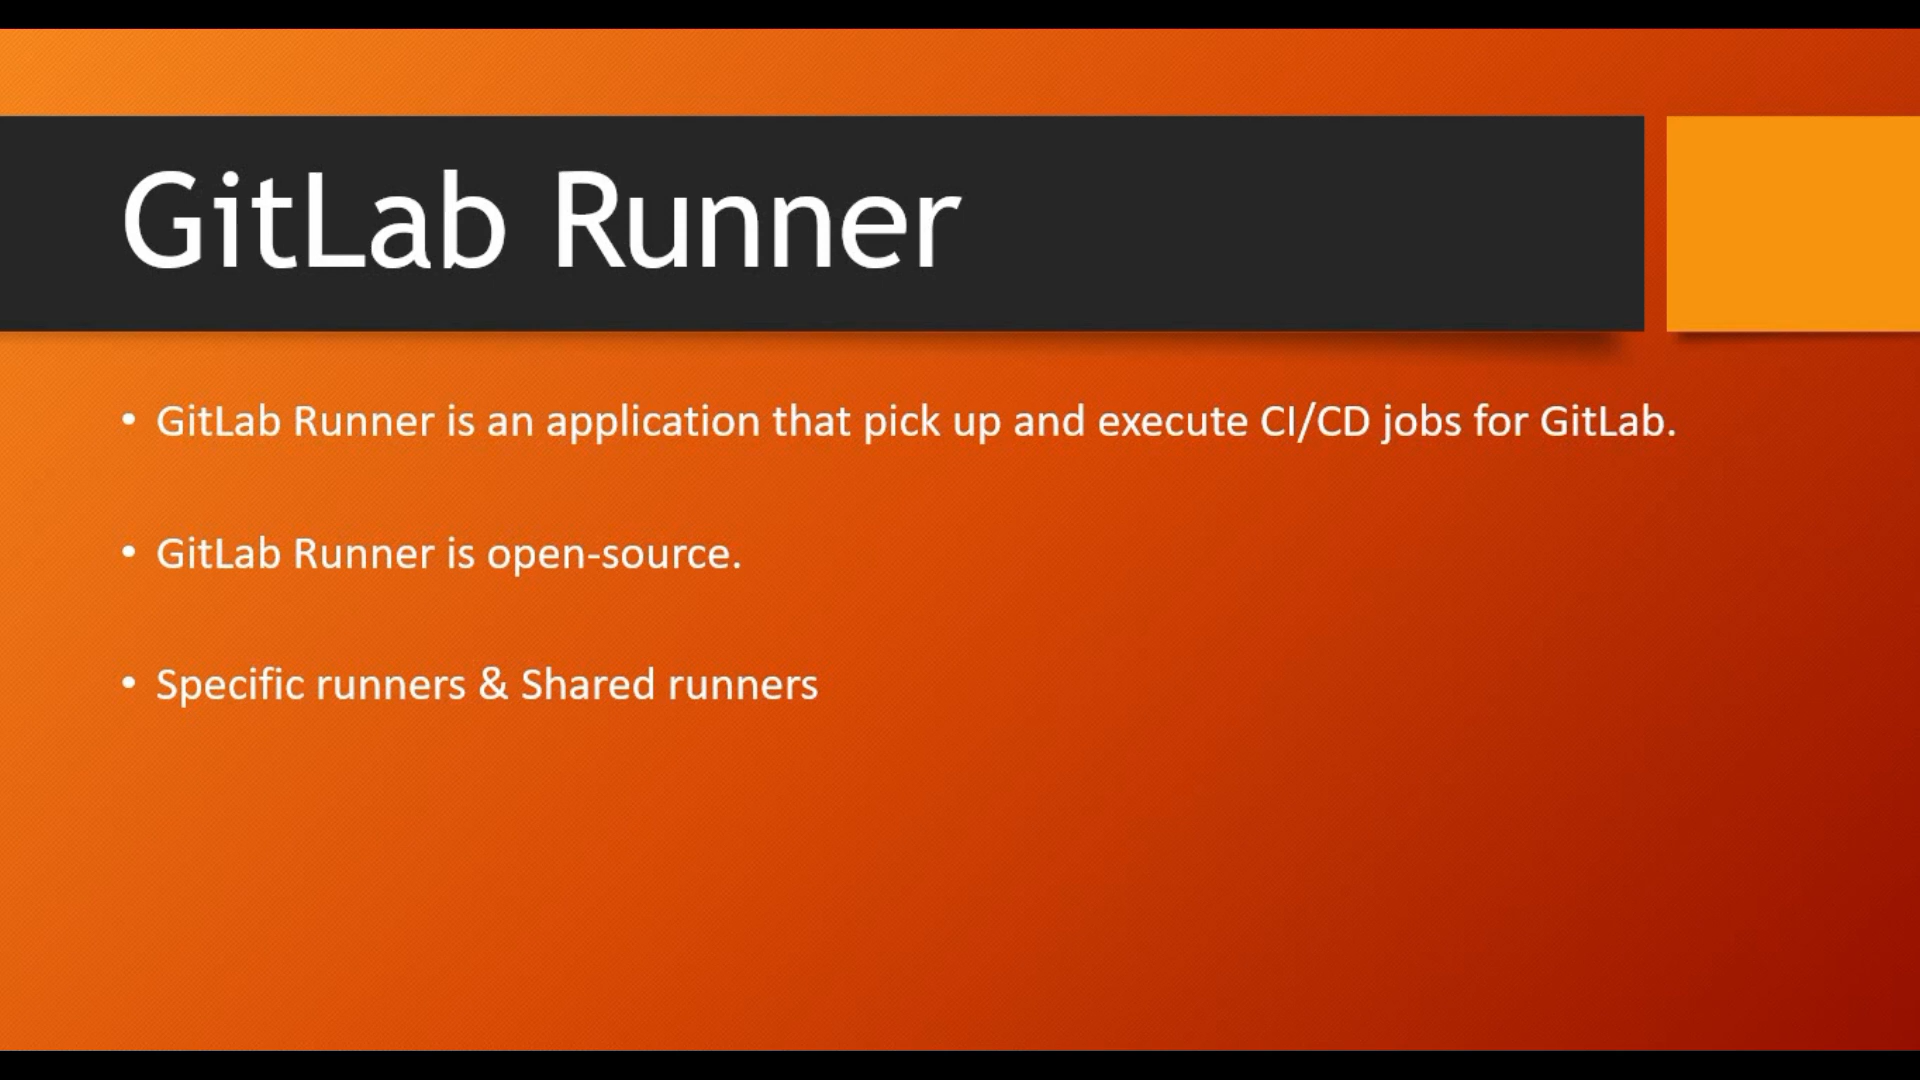 GitLab Runner
• GitLab Runner is an application that pick up and execute CI/CD jobs for GitLab.
• GitLab Runner is open-source.
• Specific runners & Shared runners